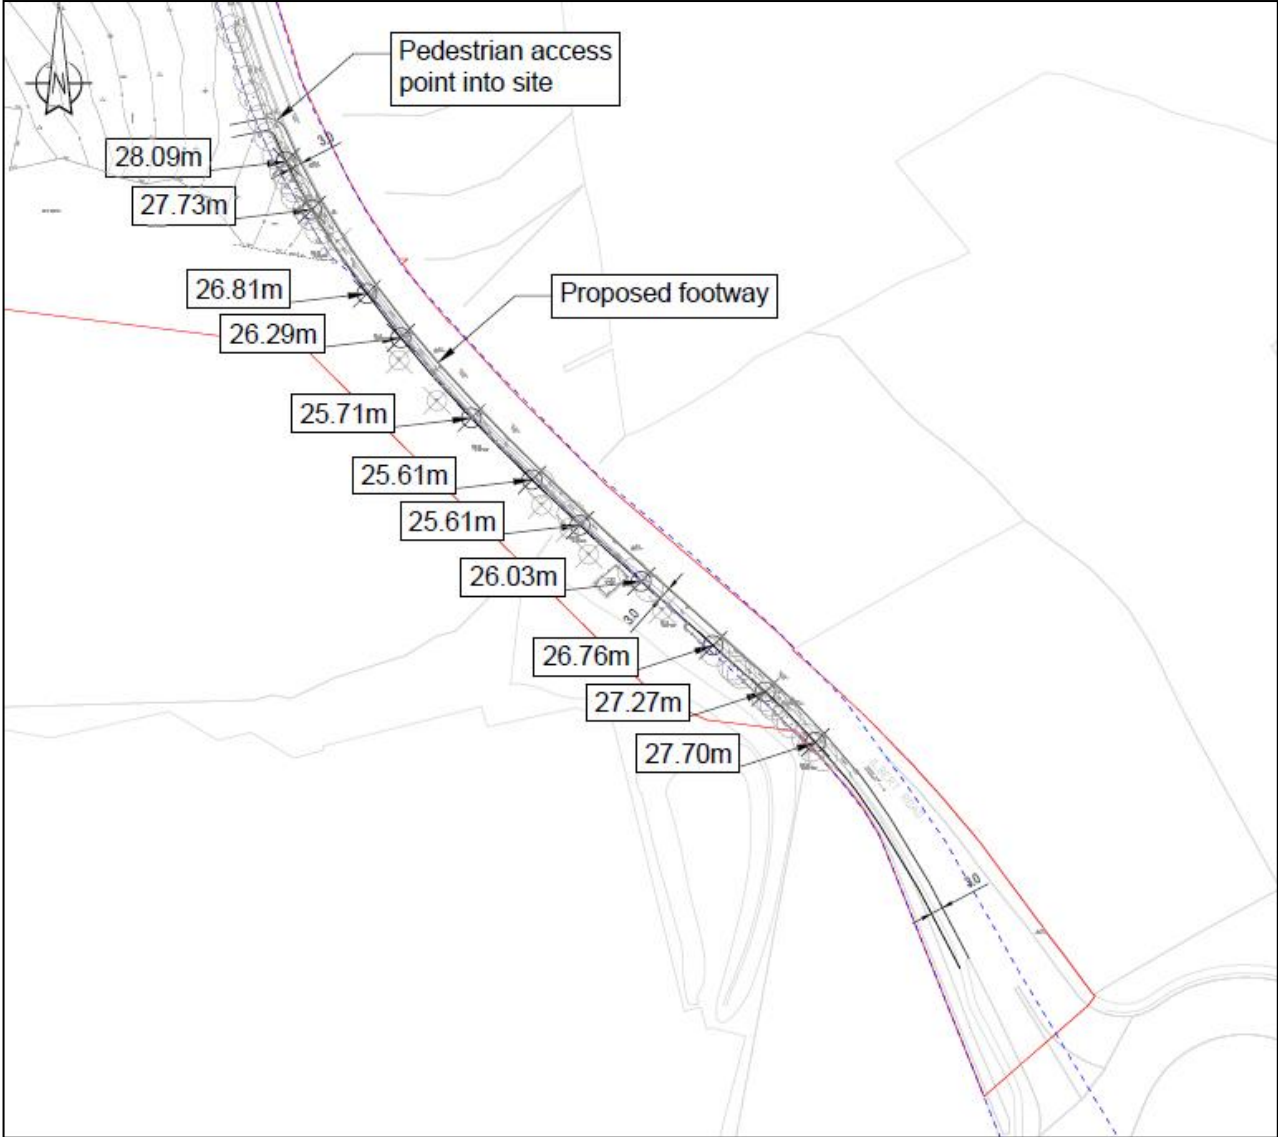 N
Pedestrian access
point into site
3.0
28.09m
27.73m
26.81m
Proposed footway
26.29m
25.71m
25.61m
25.61m
26.03m
3.0
26.76m
27.27m
27.70m
3.0